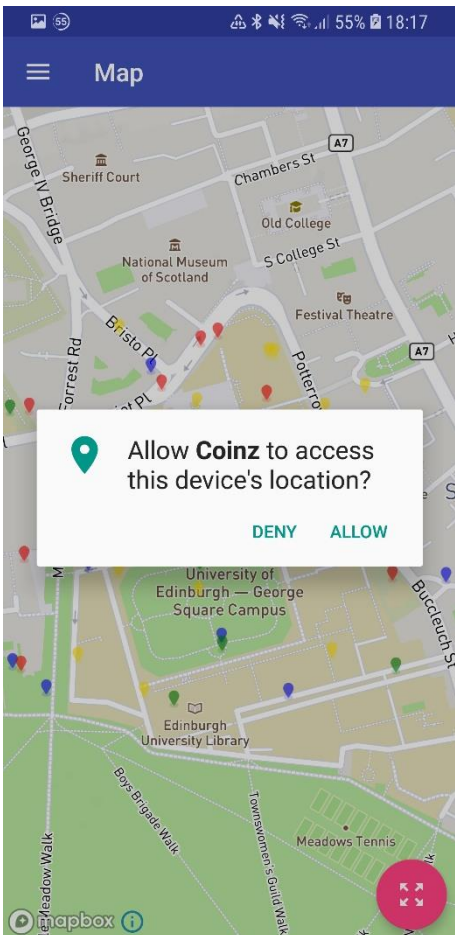 55
55% 18:17
Map
George IV Bridge
Sheriff Court
Chambers St
A7
Old College
S College St
National Museum
of Scotland
Festival Theatre
Bristo Pl
Forrest Rd
Potterro
A7
ot Pl
Allow Coinz to access
this device's location?
DENY
ALLOW
S
M
University of
Edinburgh — George
Square Campus
Buccleuch St
Edinburgh
University Library
Boys Brigade Walk
Townswomen's Guild Walk
Meadows Tennis
le Meadow Walk
mapbox